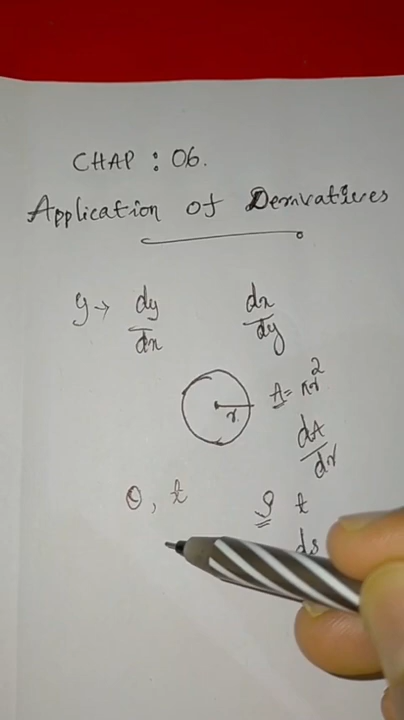 CHAP : 06.
Application of Derivatives
y → dy/dx dx/dy
r A = πr²
dA/dr
θ, t S t
ds